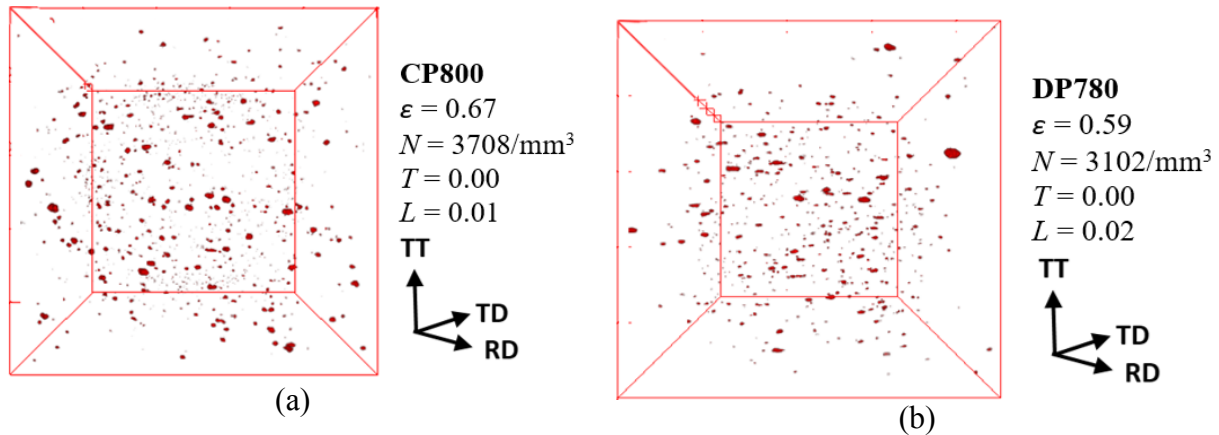 CP800
ε = 0.67
N = 3708/mm³
T = 0.00
L = 0.01
TT
TD
RD
(a)
DP780
ε = 0.59
N = 3102/mm³
T = 0.00
L = 0.02
TT
TD
RD
(b)